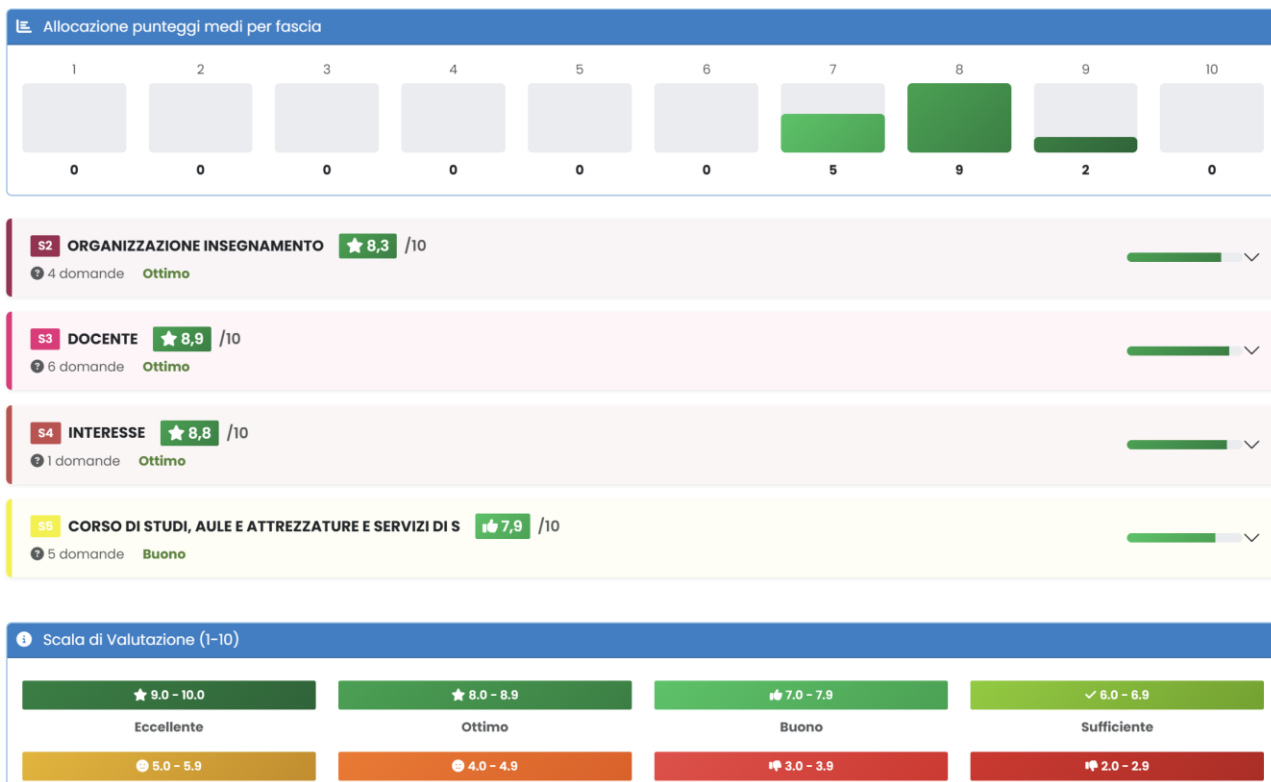 Allocazione punteggi medi per fascia
1 2 3 4 5 6 7 8 9 10
0 0 0 0 0 0 5 9 2 0
S2 ORGANIZZAZIONE INSEGNAMENTO 8,3 /10
4 domande Ottimo
S3 DOCENTE 8,9 /10
6 domande Ottimo
S4 INTERESSE 8,8 /10
1 domande Ottimo
S5 CORSO DI STUDI, AULE E ATTREZZATURE E SERVIZI DI S 7,9 /10
5 domande Buono
Scala di Valutazione (1-10)
9.0 - 10.0 8.0 - 8.9 7.0 - 7.9 6.0 - 6.9
Eccellente Ottimo Buono Sufficiente
5.0 - 5.9 4.0 - 4.9 3.0 - 3.9 2.0 - 2.9